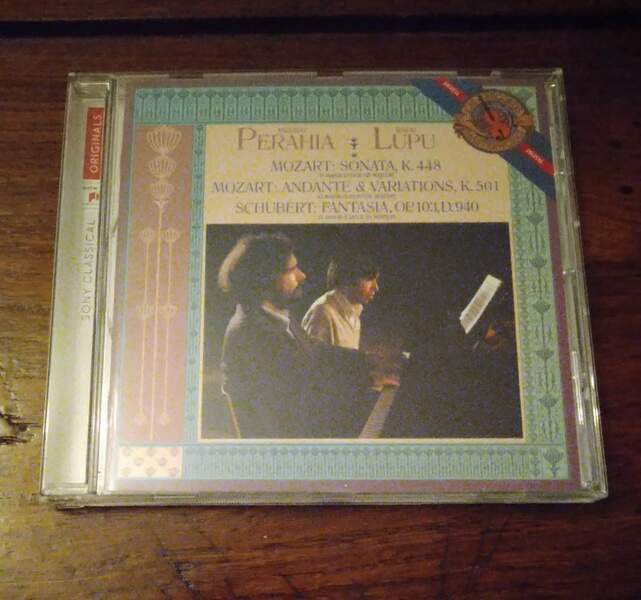 ORIGINALS
SONY CLASSICAL
PERAHIA LUPU
MOZART: SONATA, K. 448
MOZART: ANDANTE & VARIATIONS, K. 501
SCHUBERT: FANTASIA, OP. 103, D. 940